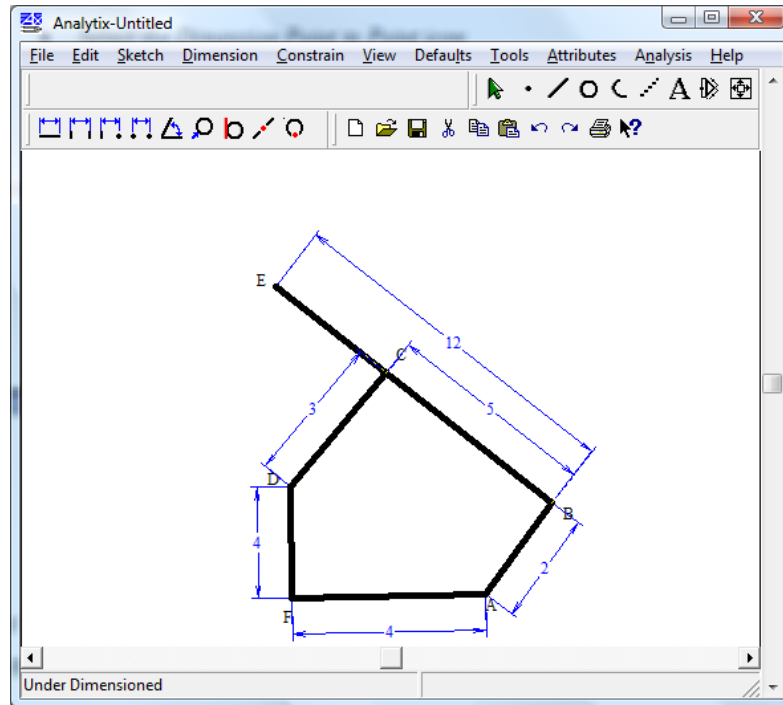 Analytix-Untitled
File Edit Sketch Dimension Constrain View Defaults Tools Attributes Analysis Help
A
E
12
C
3
5
D
B
4
2
A
F
4
Under Dimensioned